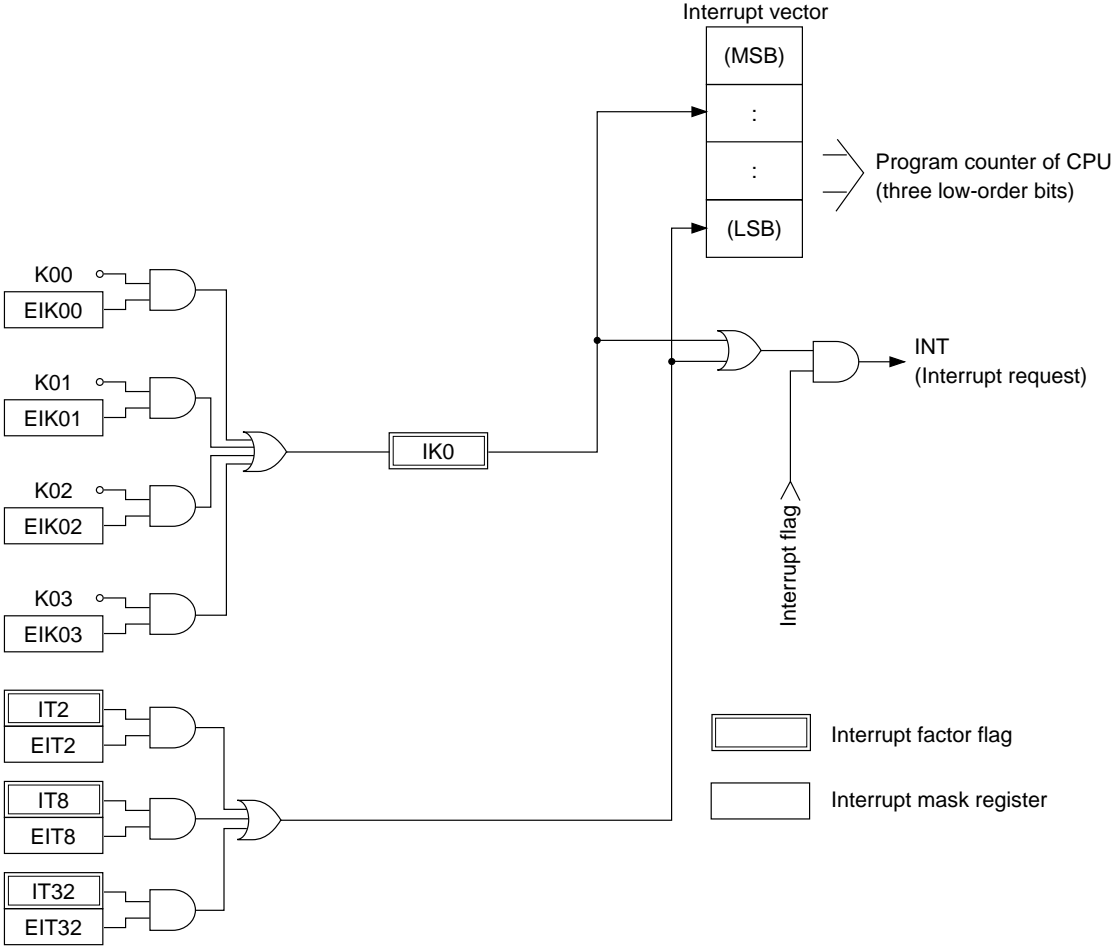 Interrupt vector
(MSB)
:
:
(LSB)
Program counter of CPU
(three low-order bits)
K00
EIK00
K01
EIK01
K02
EIK02
K03
EIK03
IK0
INT
(Interrupt request)
Interrupt flag
IT2
EIT2
IT8
EIT8
IT32
EIT32
Interrupt factor flag
Interrupt mask register